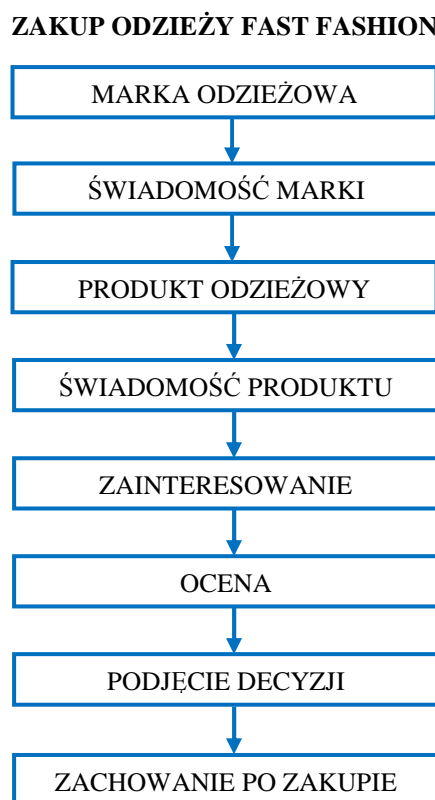 ZAKUP ODZIEŻY FAST FASHION
MARKA ODZIEŻOWA
ŚWIADOMOŚĆ MARKI
PRODUKT ODZIEŻOWY
ŚWIADOMOŚĆ PRODUKTU
ZAINTERESOWANIE
OCENA
PODJĘCIE DECYZJI
ZACHOWANIE PO ZAKUPIE